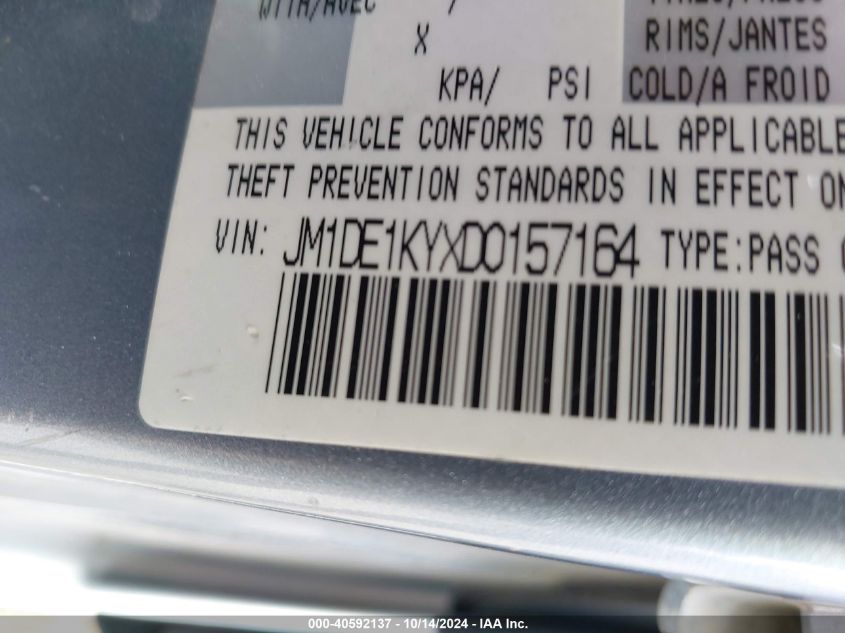 WITH/AVEC /
X RIMS/JANTES
KPA/ PSI COLD/A FROID
THIS VEHICLE CONFORMS TO ALL APPLICABLE
THEFT PREVENTION STANDARDS IN EFFECT ON
VIN: JM1DE1KYXD0157164 TYPE:PASS
000-40592137 - 10/14/2024 - IAA Inc.